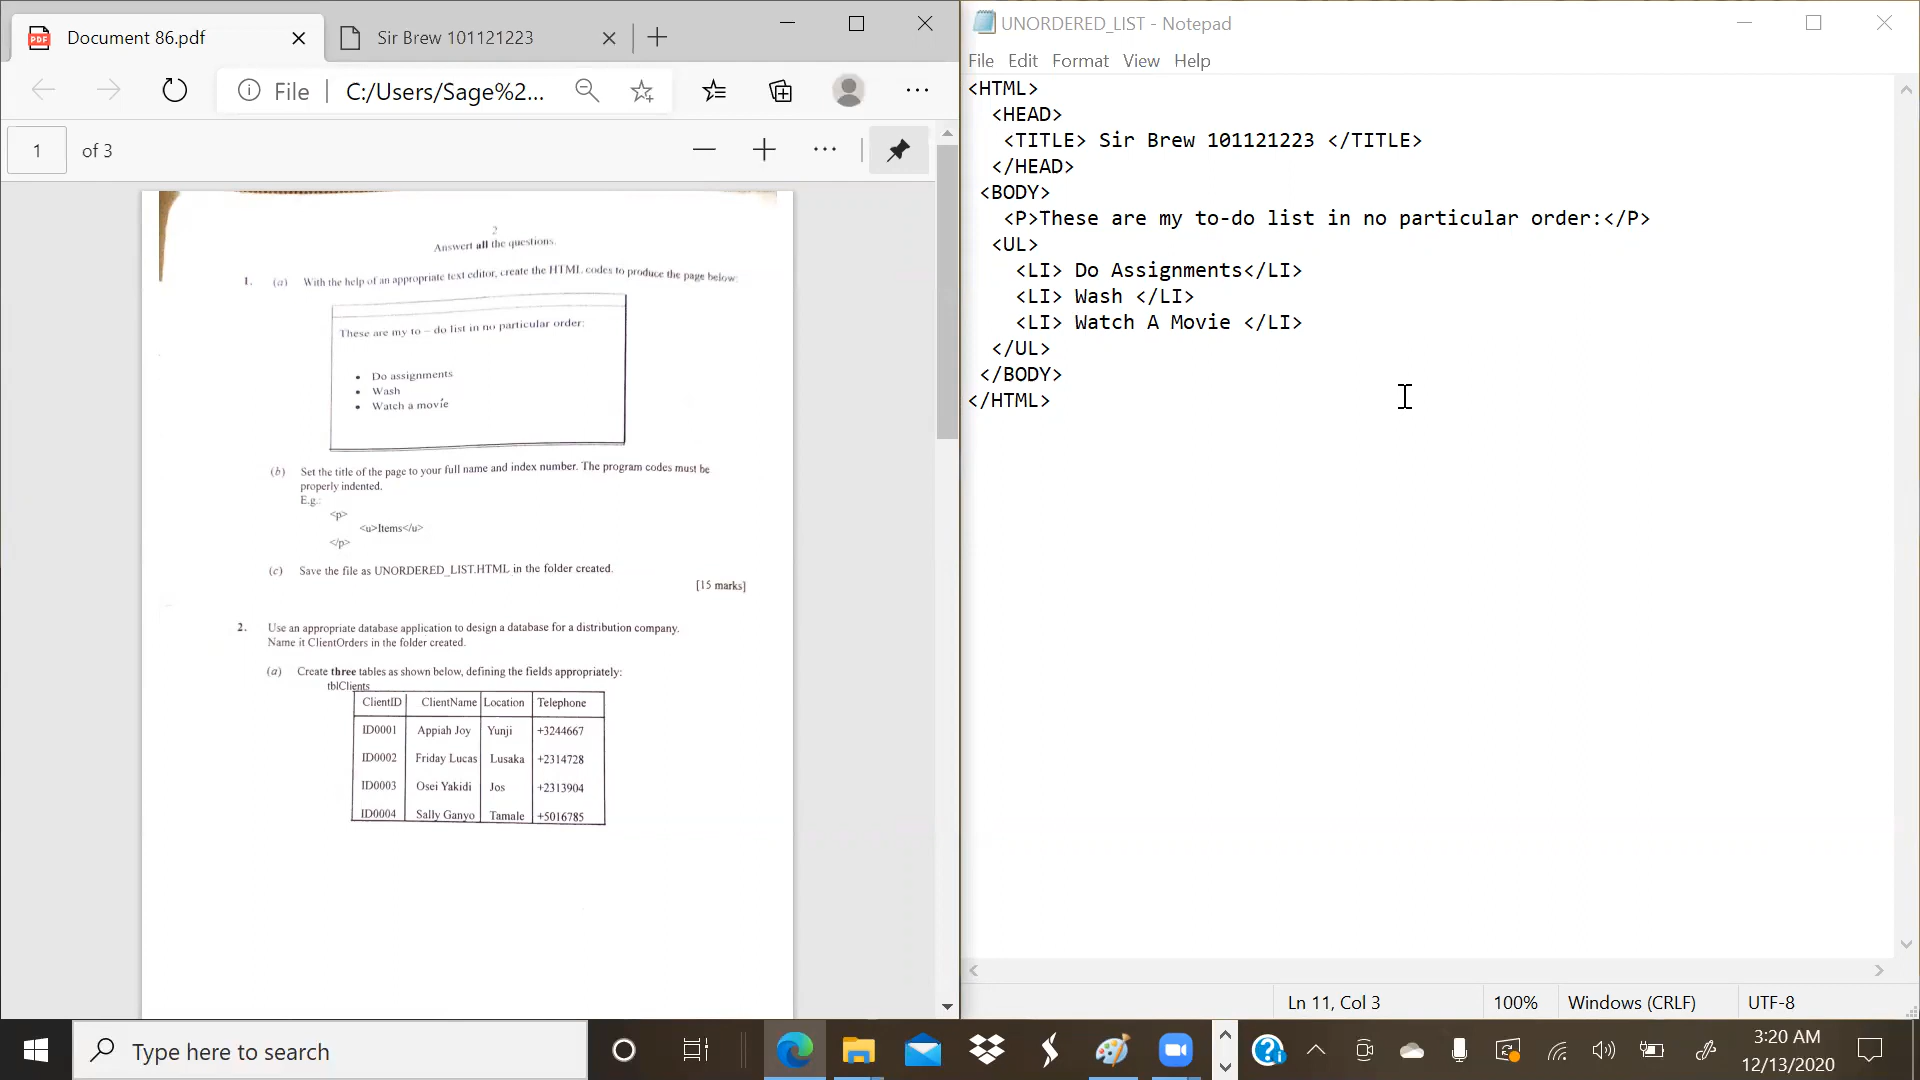 Document 86.pdf
Sir Brew 101121223
File
C:/Users/Sage%2...
1 of 3
2
Answert all the questions.
1. (a) With the help of an appropriate text editor, create the HTML codes to produce the page below:
These are my to – do list in no particular order:
• Do assignments
• Wash
• Watch a movie
(b) Set the title of the page to your full name and index number. The program codes must be
properly indented.
E.g.:
<p>
<u>Items</u>
</p>
(c) Save the file as UNORDERED_LIST.HTML in the folder created.
[15 marks]
2. Use an appropriate database application to design a database for a distribution company.
Name it ClientOrders in the folder created.
(a) Create three tables as shown below, defining the fields appropriately:
tblClients
ClientID ClientName Location Telephone
ID0001 Appiah Joy Yunji +3244667
ID0002 Friday Lucas Lusaka +2314728
ID0003 Osei Yakidi Jos +2313904
ID0004 Sally Ganyo Tamale +5016785
UNORDERED_LIST - Notepad
File Edit Format View Help
<HTML>
<HEAD>
<TITLE> Sir Brew 101121223 </TITLE>
</HEAD>
<BODY>
<P>These are my to-do list in no particular order:</P>
<UL>
<LI> Do Assignments</LI>
<LI> Wash </LI>
<LI> Watch A Movie </LI>
</UL>
</BODY>
</HTML>
Ln 11, Col 3
100%
Windows (CRLF)
UTF-8
Type here to search
3:20 AM
12/13/2020